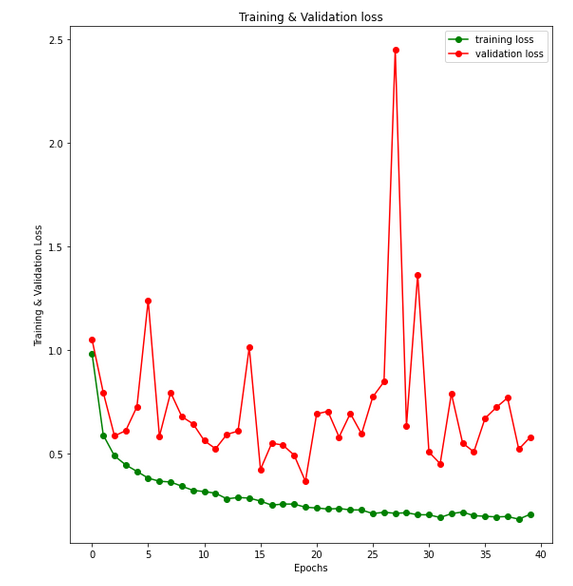 Training & Validation loss
training loss
validation loss
2.5
2.0
1.5
1.0
0.5
Training & Validation Loss
0 5 10 15 20 25 30 35 40
Epochs